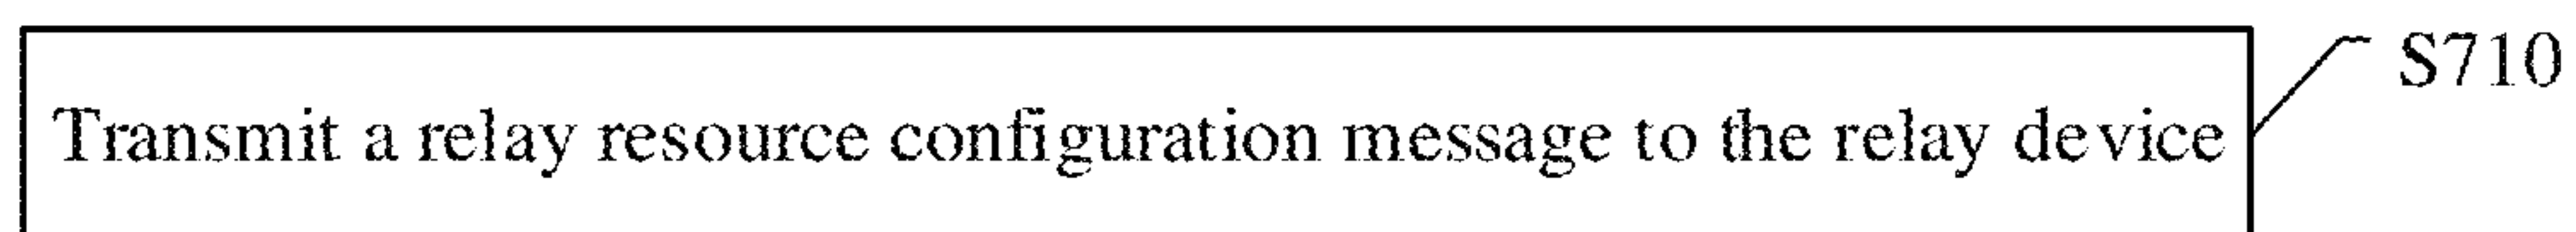 S710
Transmit a relay resource configuration message to the relay device